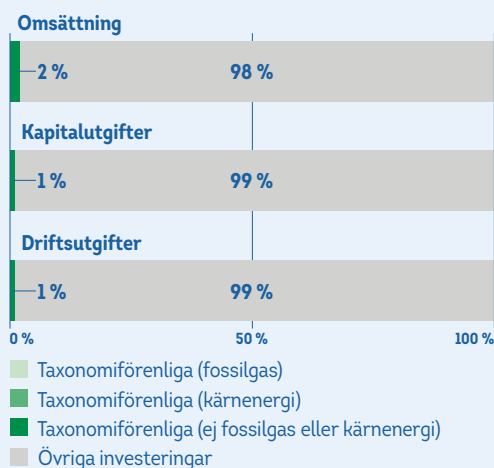 Omsättning
2 % 98 %
Kapitalutgifter
1 % 99 %
Driftsutgifter
1 % 99 %
0 % 50 % 100 %
Taxonomiförenliga (fossilgas)
Taxonomiförenliga (kärnenergi)
Taxonomiförenliga (ej fossilgas eller kärnenergi)
Övriga investeringar